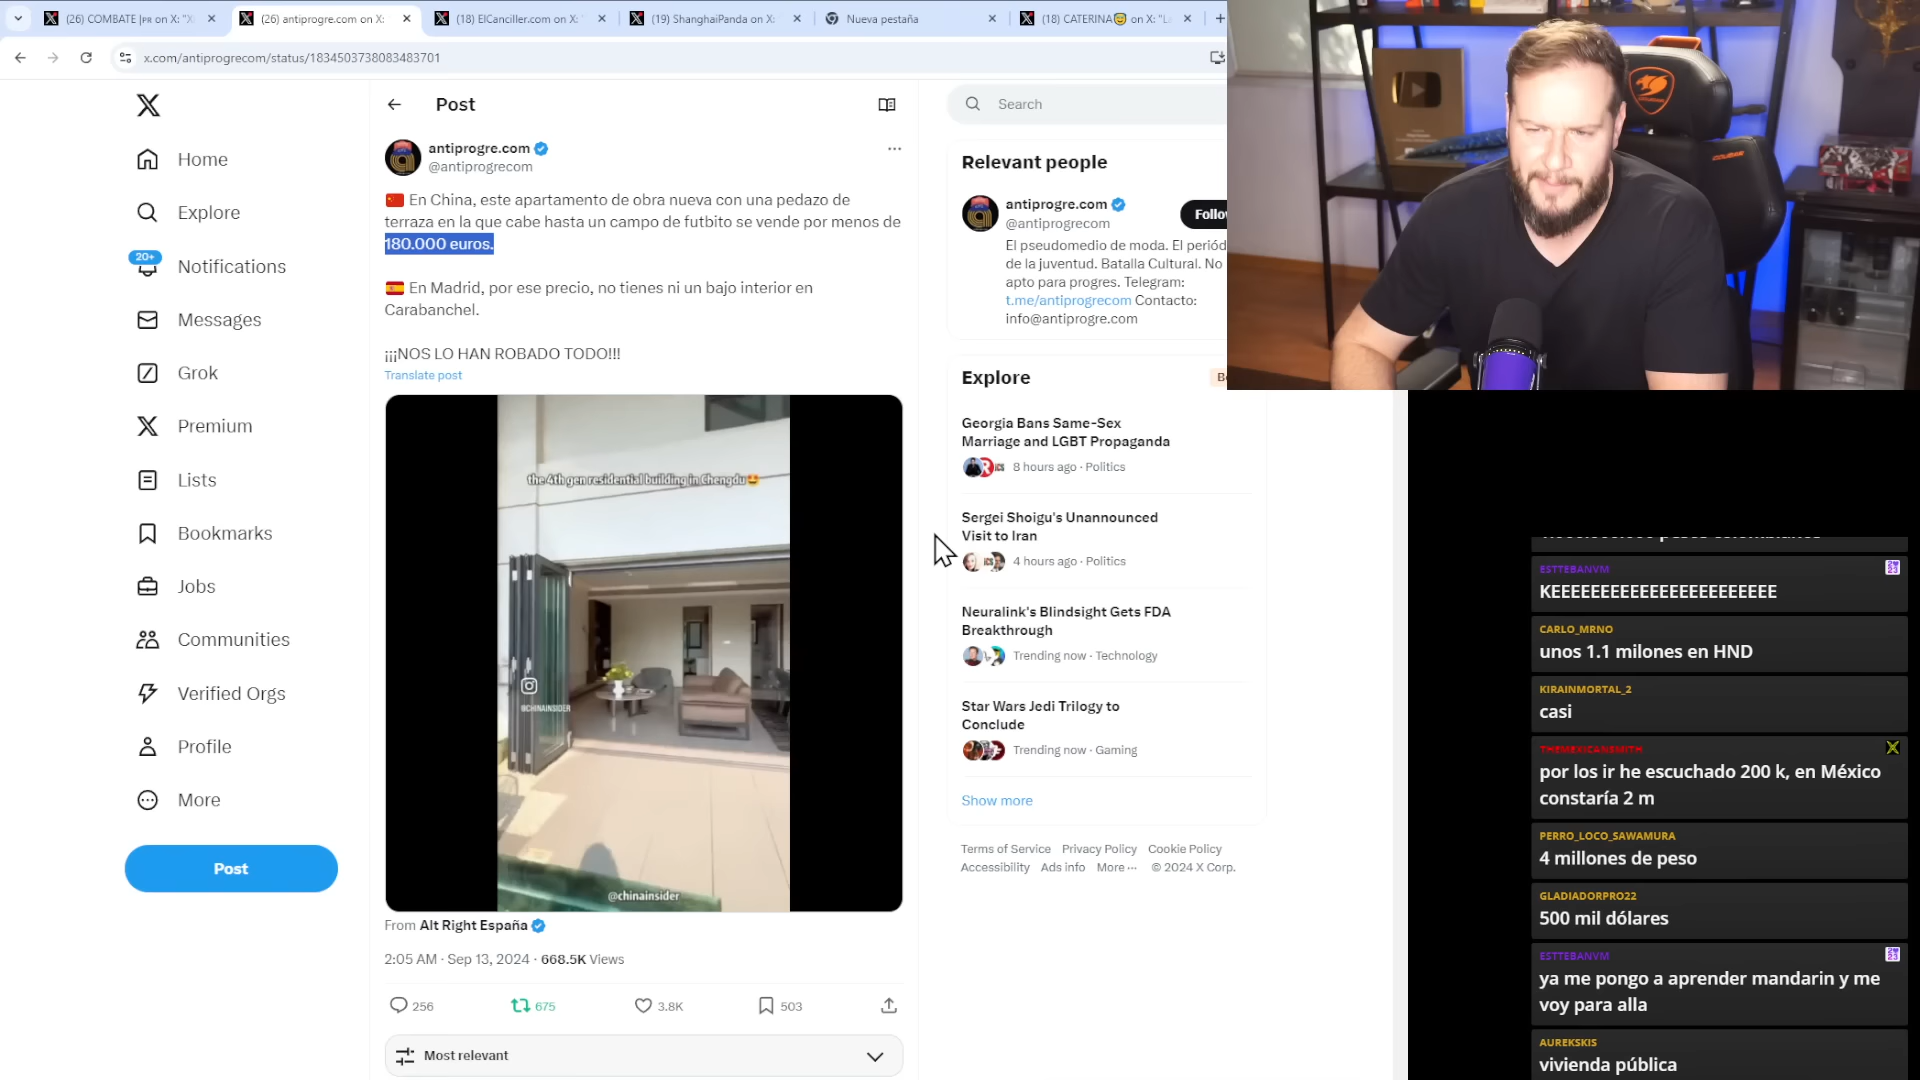 (26) COMBATE |PR on X: "X
(26) antiprogre.com on X:
(18) ElCanciller.com on X: "
(19) ShanghaiPanda on X:
Nueva pestaña
(18) CATERINA😇 on X: "La
x.com/antiprogrecom/status/1834503738083483701
Home
Explore
20+
Notifications
Messages
Grok
Premium
Lists
Bookmarks
Jobs
Communities
Verified Orgs
Profile
More
Post
Post
antiprogre.com
@antiprogrecom
🇨🇳 En China, este apartamento de obra nueva con una pedazo de
terraza en la que cabe hasta un campo de futbito se vende por menos de
180.000 euros.
🇪🇸 En Madrid, por ese precio, no tienes ni un bajo interior en
Carabanchel.
¡¡¡NOS LO HAN ROBADO TODO!!!
Translate post
the 4th gen residential building in Chengdu🤩
@CHINAINSIDER
@chinainsider
From Alt Right España
2:05 AM · Sep 13, 2024 · 668.5K Views
256
675
3.8K
503
Most relevant
Search
Relevant people
antiprogre.com
@antiprogrecom
Follo
El pseudomedio de moda. El periód
de la juventud. Batalla Cultural. No
apto para progres. Telegram:
t.me/antiprogrecom Contacto:
info@antiprogre.com
Explore
Be
Georgia Bans Same-Sex
Marriage and LGBT Propaganda
8 hours ago · Politics
Sergei Shoigu's Unannounced
Visit to Iran
4 hours ago · Politics
Neuralink's Blindsight Gets FDA
Breakthrough
Trending now · Technology
Star Wars Jedi Trilogy to
Conclude
Trending now · Gaming
Show more
Terms of Service Privacy Policy Cookie Policy
Accessibility Ads info More ··· © 2024 X Corp.
COUGAR
pesos colombianos
ESTTEBANVM
KEEEEEEEEEEEEEEEEEEEEEEE
CARLO_MRNO
unos 1.1 milones en HND
KIRAINMORTAL_2
casi
THEMEXICANSMITH
por los ir he escuchado 200 k, en México
constaría 2 m
PERRO_LOCO_SAWAMURA
4 millones de peso
GLADIADORPRO22
500 mil dólares
ESTTEBANVM
ya me pongo a aprender mandarin y me
voy para alla
AUREKSKIS
vivienda pública